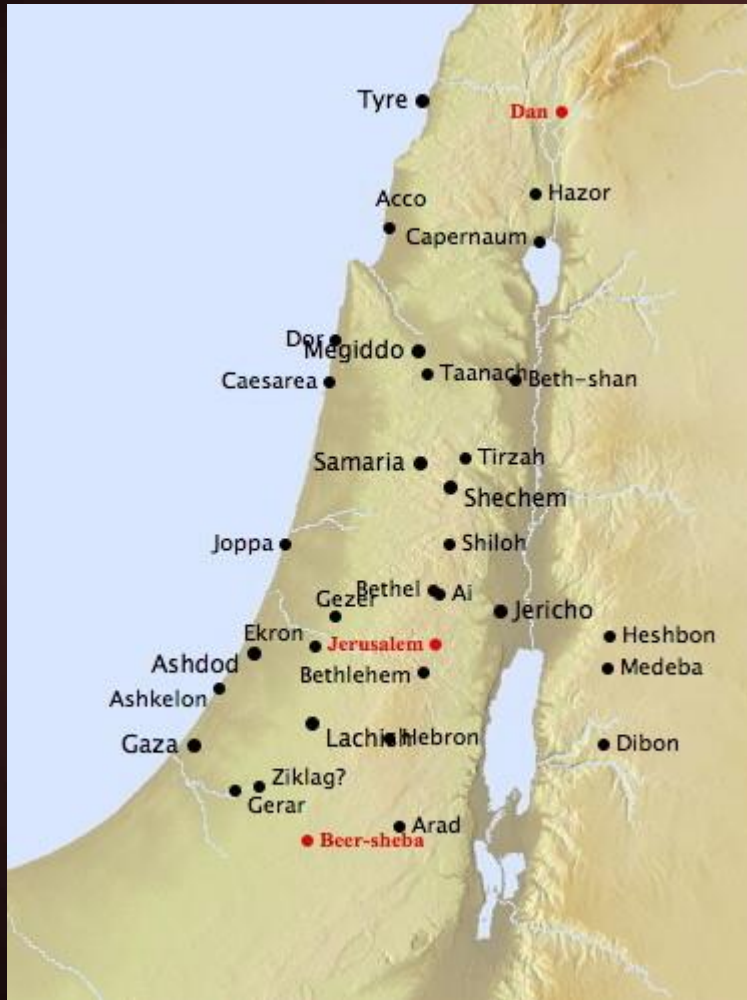 Tyre
Dan
Hazor
Acco
Capernaum
Dor
Megiddo
Taanach
Beth-shan
Caesarea
Samaria
Tirzah
Shechem
Joppa
Shiloh
Bethel
Ai
Gezer
Jericho
Ekron
Jerusalem
Heshbon
Ashdod
Bethlehem
Medeba
Ashkelon
Lachish
Hebron
Gaza
Dibon
Ziklag?
Gerar
Arad
Beer-sheba